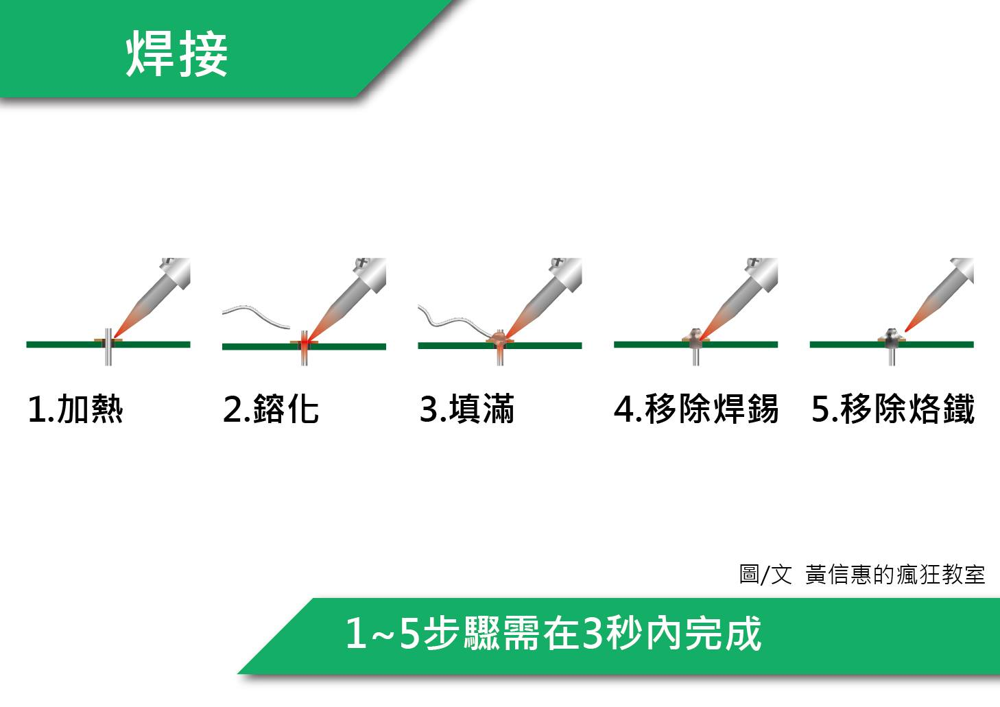 焊接
1.加熱
2.鎔化
3.填滿
4.移除焊錫
5.移除烙鐵
圖/文 黃信惠的瘋狂教室
1~5步驟需在3秒內完成